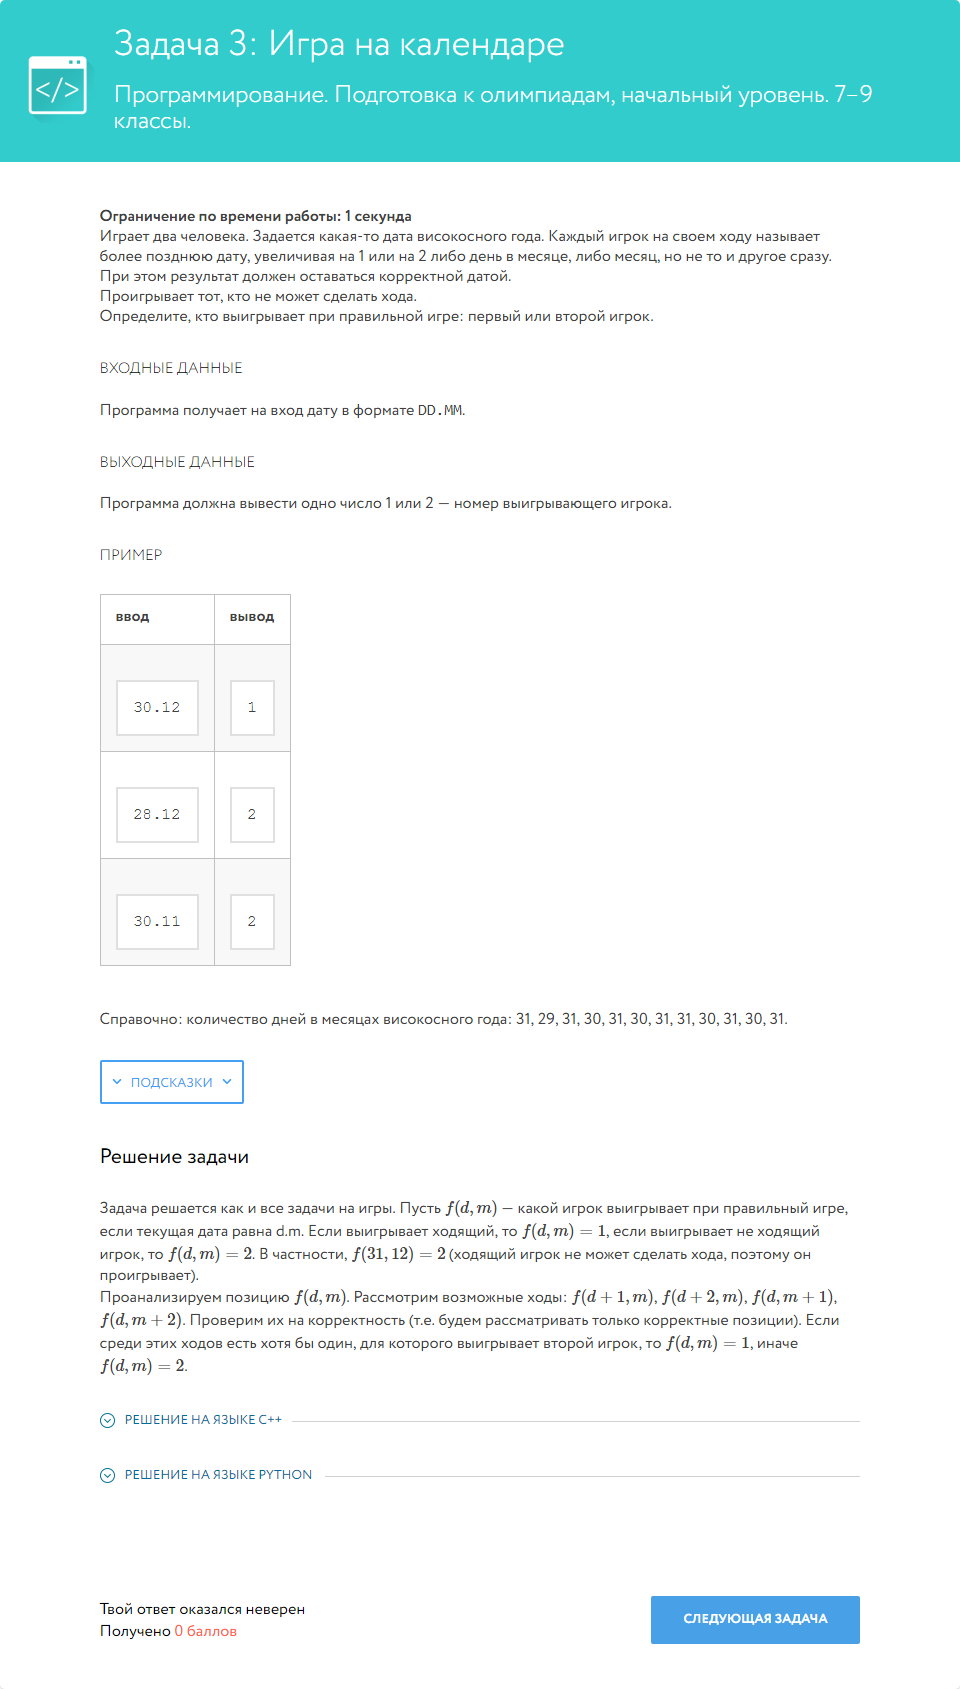 Задача 3: Игра на календаре
</>
Программирование. Подготовка к олимпиадам, начальный уровень. 7–9
классы.
Ограничение по времени работы: 1 секунда
Играет два человека. Задается какая-то дата високосного года. Каждый игрок на своем ходу называет
более позднюю дату, увеличивая на 1 или на 2 либо день в месяце, либо месяц, но не то и другое сразу.
При этом результат должен оставаться корректной датой.
Проигрывает тот, кто не может сделать хода.
Определите, кто выигрывает при правильной игре: первый или второй игрок.
ВХОДНЫЕ ДАННЫЕ
Программа получает на вход дату в формате DD.MM.
ВЫХОДНЫЕ ДАННЫЕ
Программа должна вывести одно число 1 или 2 — номер выигрывающего игрока.
ПРИМЕР
ввод вывод
30.12 1
28.12 2
30.11 2
Справочно: количество дней в месяцах високосного года: 31, 29, 31, 30, 31, 30, 31, 31, 30, 31, 30, 31.
ПОДСКАЗКИ
Решение задачи
Задача решается как и все задачи на игры. Пусть f(d, m) — какой игрок выигрывает при правильный игре,
если текущая дата равна d.m. Если выигрывает ходящий, то f(d, m) = 1, если выигрывает не ходящий
игрок, то f(d, m) = 2. В частности, f(31, 12) = 2 (ходящий игрок не может сделать хода, поэтому он
проигрывает).
Проанализируем позицию f(d, m). Рассмотрим возможные ходы: f(d + 1, m), f(d + 2, m), f(d, m + 1),
f(d, m + 2). Проверим их на корректность (т.е. будем рассматривать только корректные позиции). Если
среди этих ходов есть хотя бы один, для которого выигрывает второй игрок, то f(d, m) = 1, иначе
f(d, m) = 2.
РЕШЕНИЕ НА ЯЗЫКЕ C++
РЕШЕНИЕ НА ЯЗЫКЕ PYTHON
Твой ответ оказался неверен
Получено 0 баллов
СЛЕДУЮЩАЯ ЗАДАЧА